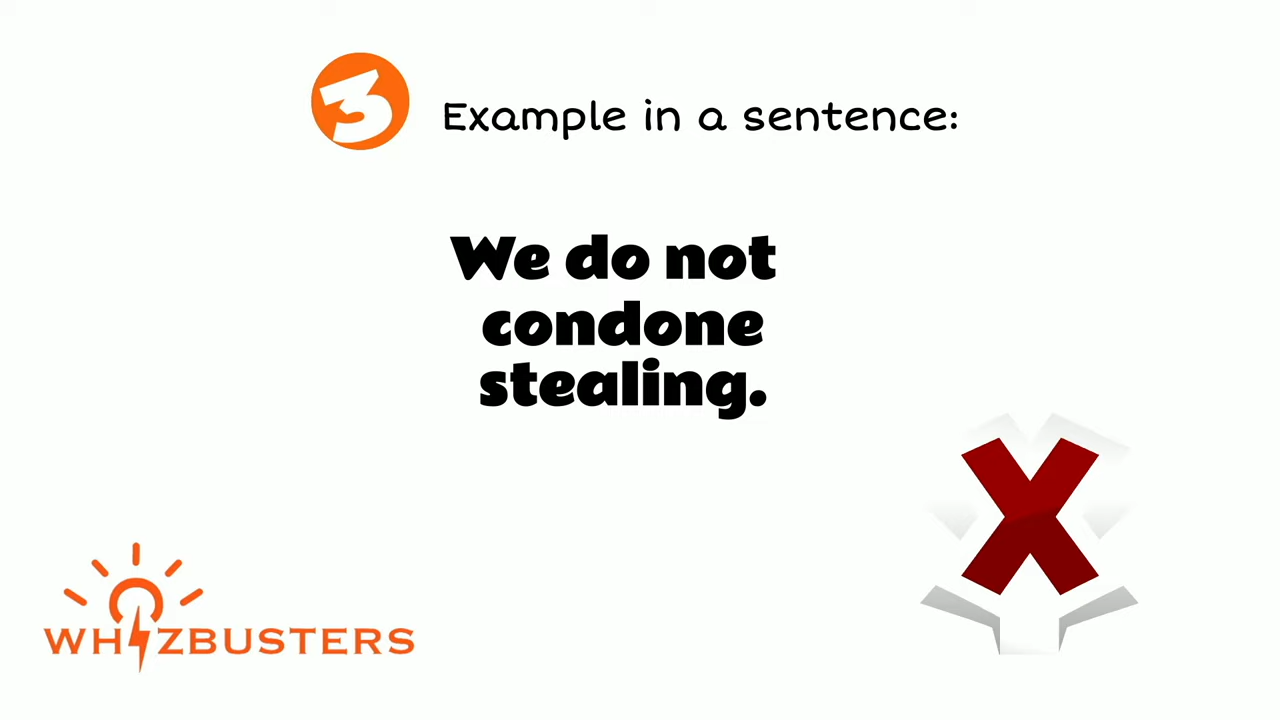 3 Example in a sentence:
We do not
condone
stealing.
WHIZBUSTERS